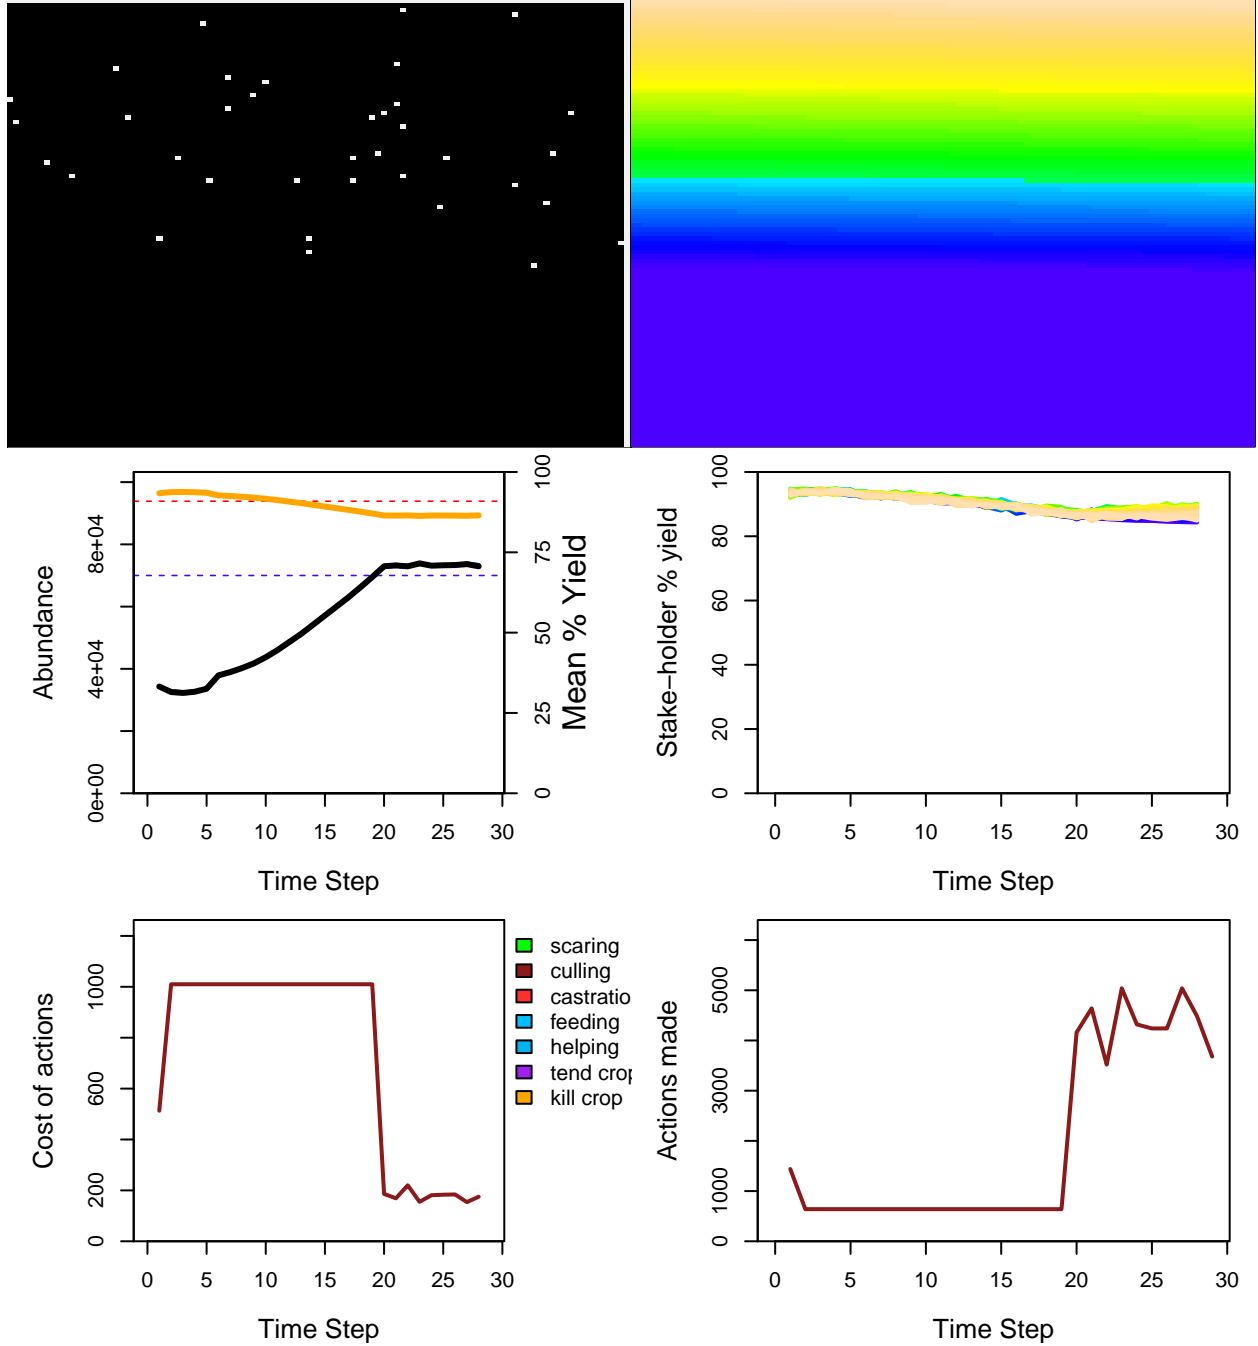 0e+00 4e+04 8e+04
Abundance
0 25 50 75 100
Mean % Yield
0 5 10 15 20 25 30
Time Step
0 20 40 60 80 100
Stake-holder % yield
0 5 10 15 20 25 30
Time Step
0 200 600 1000
Cost of actions
0 5 10 15 20 25 30
Time Step
scaring
culling
castratio
feeding
helping
tend crop
kill crop
0 1000 3000 5000
Actions made
0 5 10 15 20 25 30
Time Step